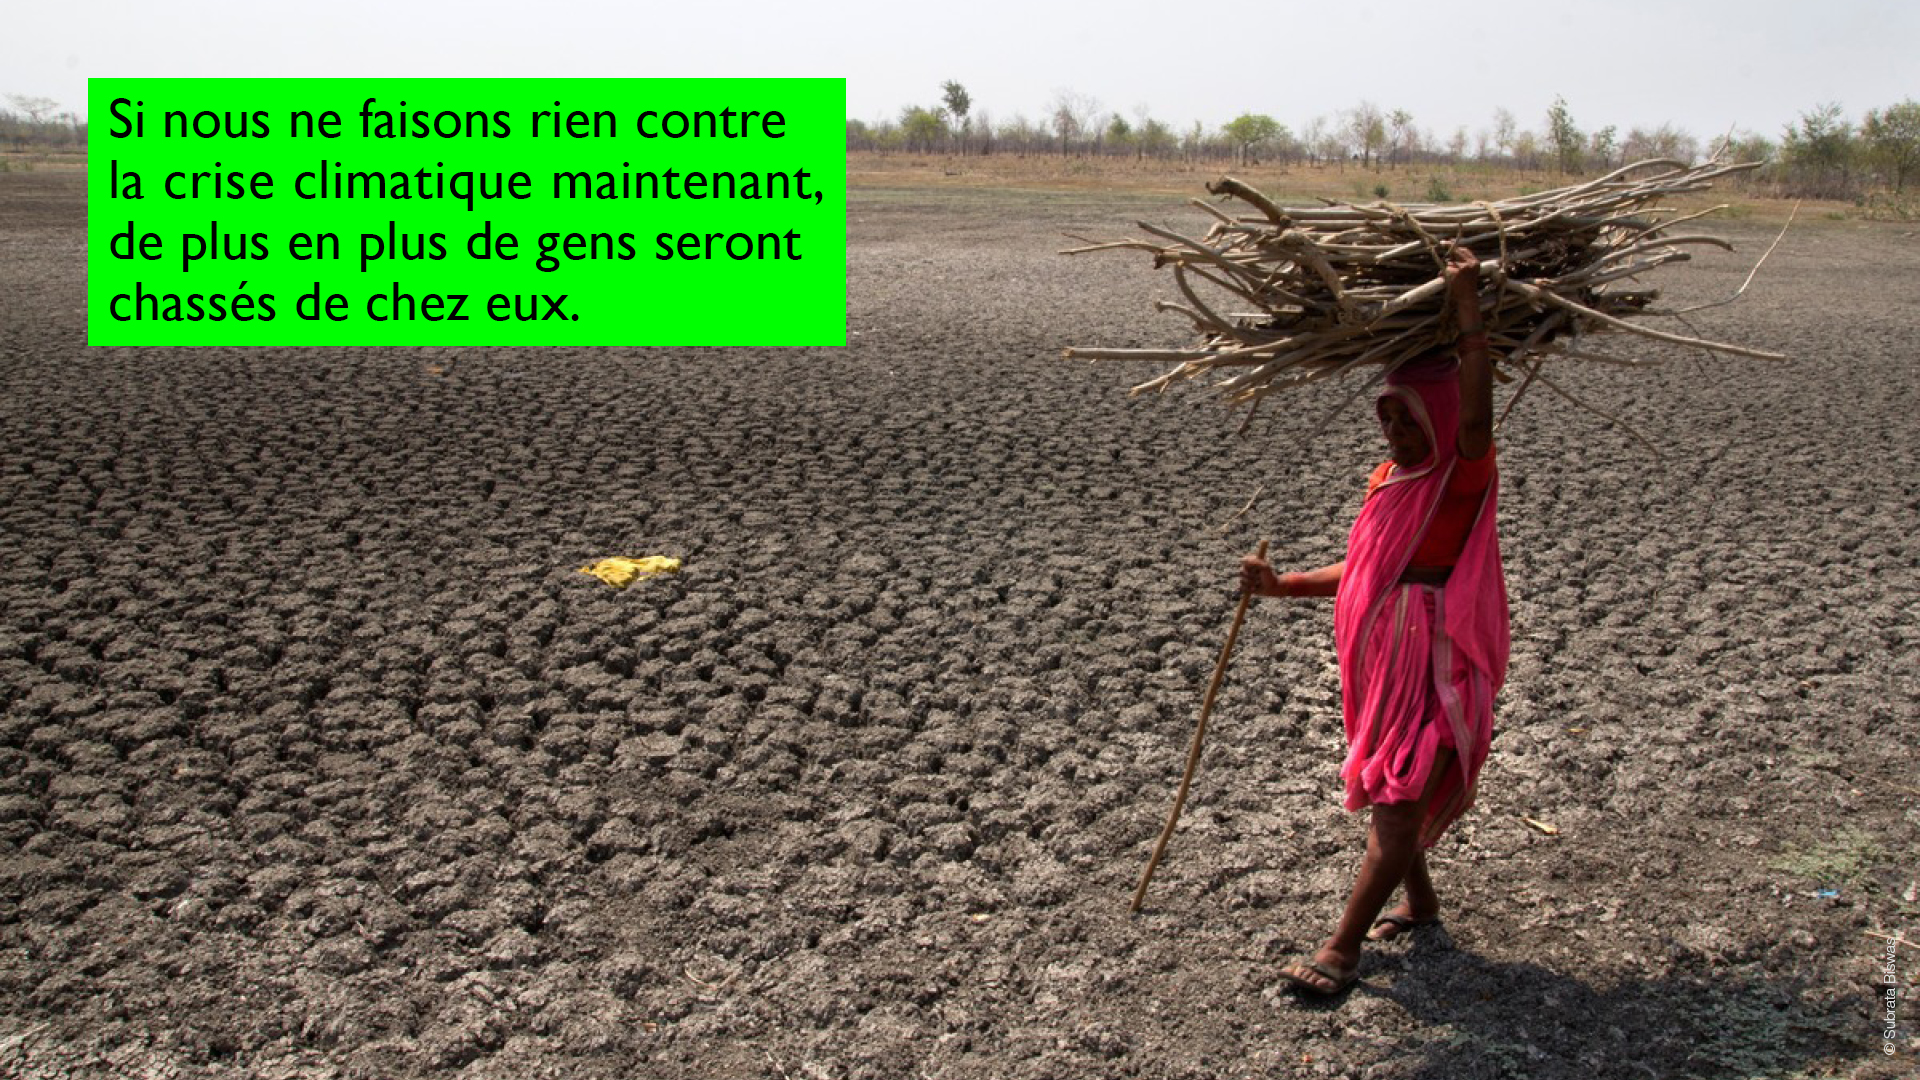 Si nous ne faisons rien contre
la crise climatique maintenant,
de plus en plus de gens seront
chassés de chez eux.
© Subrata Biswas